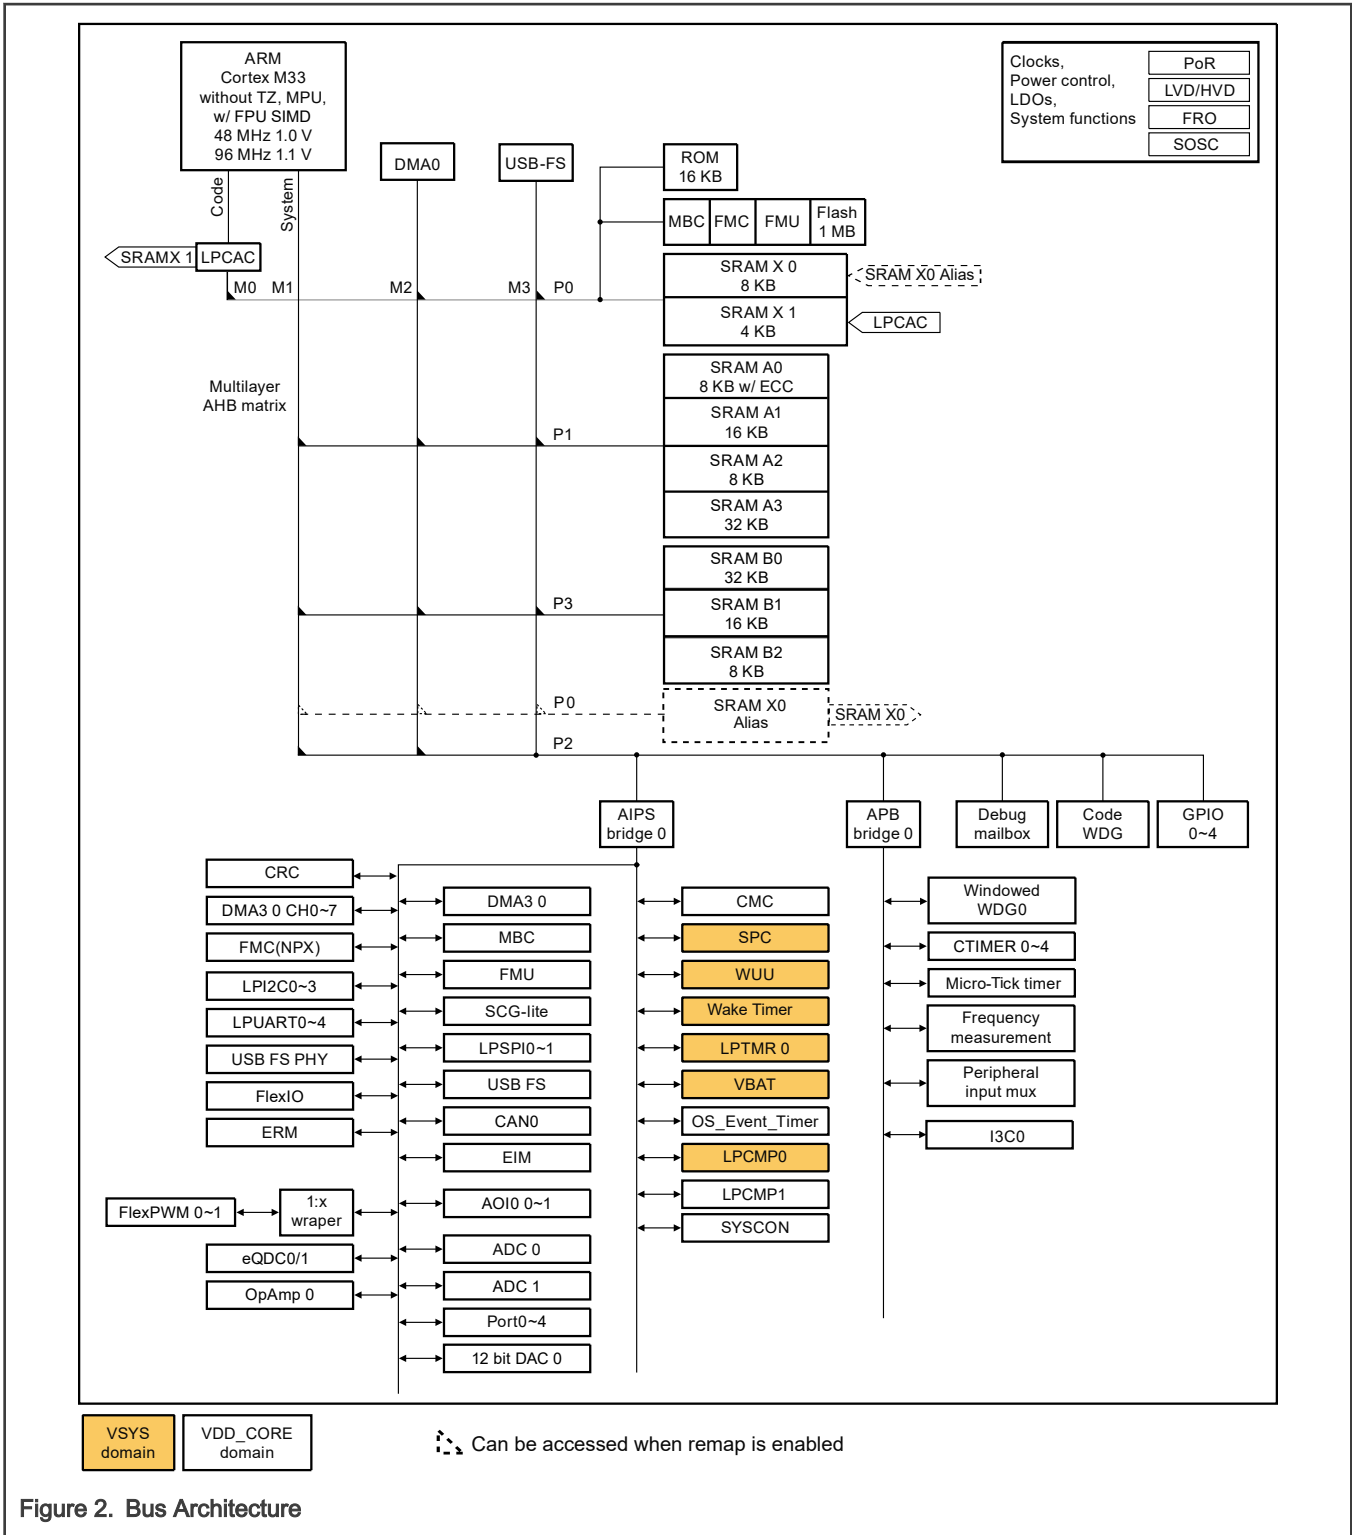 ARM
Cortex M33
without TZ, MPU,
w/ FPU SIMD
48 MHz 1.0 V
96 MHz 1.1 V
Clocks,
Power control,
LDOs,
System functions
PoR
LVD/HVD
FRO
SOSC
DMA0
USB-FS
ROM
16 KB
Code
System
MBC
FMC
FMU
Flash
1 MB
SRAMX 1
LPCAC
SRAM X 0
8 KB
SRAM X0 Alias
M0
M1
M2
M3
P0
SRAM X 1
4 KB
LPCAC
Multilayer
AHB matrix
SRAM A0
8 KB w/ ECC
SRAM A1
16 KB
P1
SRAM A2
8 KB
SRAM A3
32 KB
SRAM B0
32 KB
P3
SRAM B1
16 KB
SRAM B2
8 KB
P0
SRAM X0
Alias
SRAM X0
P2
AIPS
bridge 0
APB
bridge 0
Debug
mailbox
Code
WDG
GPIO
0~4
CRC
DMA3 0 CH0~7
FMC(NPX)
LPI2C0~3
LPUART0~4
USB FS PHY
FlexIO
ERM
FlexPWM 0~1
1:x
wraper
eQDC0/1
OpAmp 0
DMA3 0
MBC
FMU
SCG-lite
LPSPI0~1
USB FS
CAN0
EIM
AOI0 0~1
ADC 0
ADC 1
Port0~4
12 bit DAC 0
CMC
SPC
WUU
Wake Timer
LPTMR 0
VBAT
OS_Event_Timer
LPCMP0
LPCMP1
SYSCON
Windowed
WDG0
CTIMER 0~4
Micro-Tick timer
Frequency
measurement
Peripheral
input mux
I3C0
VSYS
domain
VDD_CORE
domain
Can be accessed when remap is enabled
Figure 2. Bus Architecture